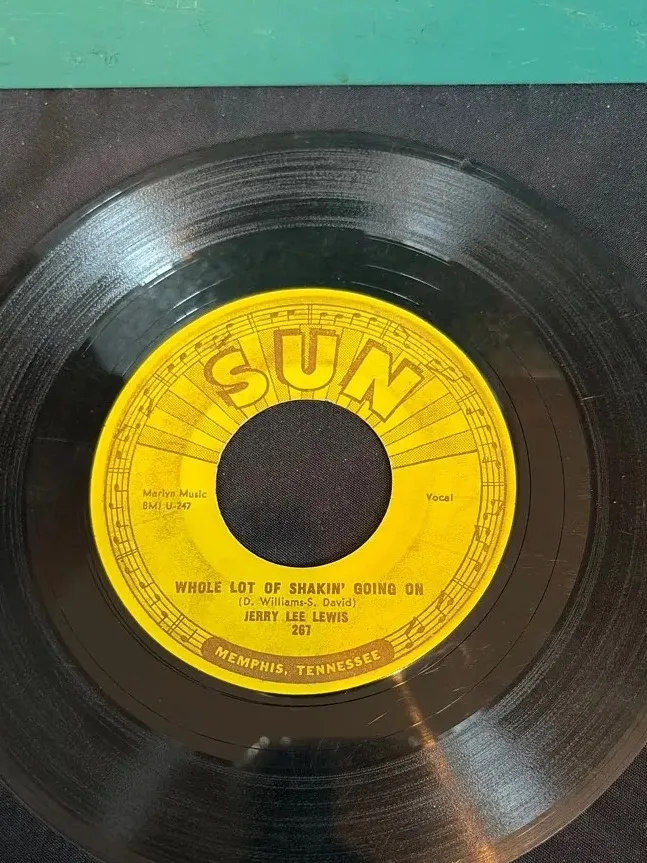 SUN
Marlyn Music
BMI U-247
Vocal
WHOLE LOT OF SHAKIN' GOING ON
(D. Williams-S. David)
JERRY LEE LEWIS
267
MEMPHIS, TENNESSEE